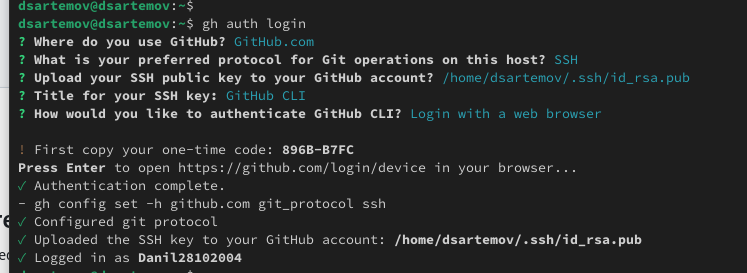 dsartemov@dsartemov:~$
dsartemov@dsartemov:~$ gh auth login
? Where do you use GitHub? GitHub.com
? What is your preferred protocol for Git operations on this host? SSH
? Upload your SSH public key to your GitHub account? /home/dsartemov/.ssh/id_rsa.pub
? Title for your SSH key: GitHub CLI
? How would you like to authenticate GitHub CLI? Login with a web browser
! First copy your one-time code: 896B-B7FC
Press Enter to open https://github.com/login/device in your browser...
✓ Authentication complete.
- gh config set -h github.com git_protocol ssh
✓ Configured git protocol
✓ Uploaded the SSH key to your GitHub account: /home/dsartemov/.ssh/id_rsa.pub
✓ Logged in as Danil28102004
dsartemov@dsartemov:~$